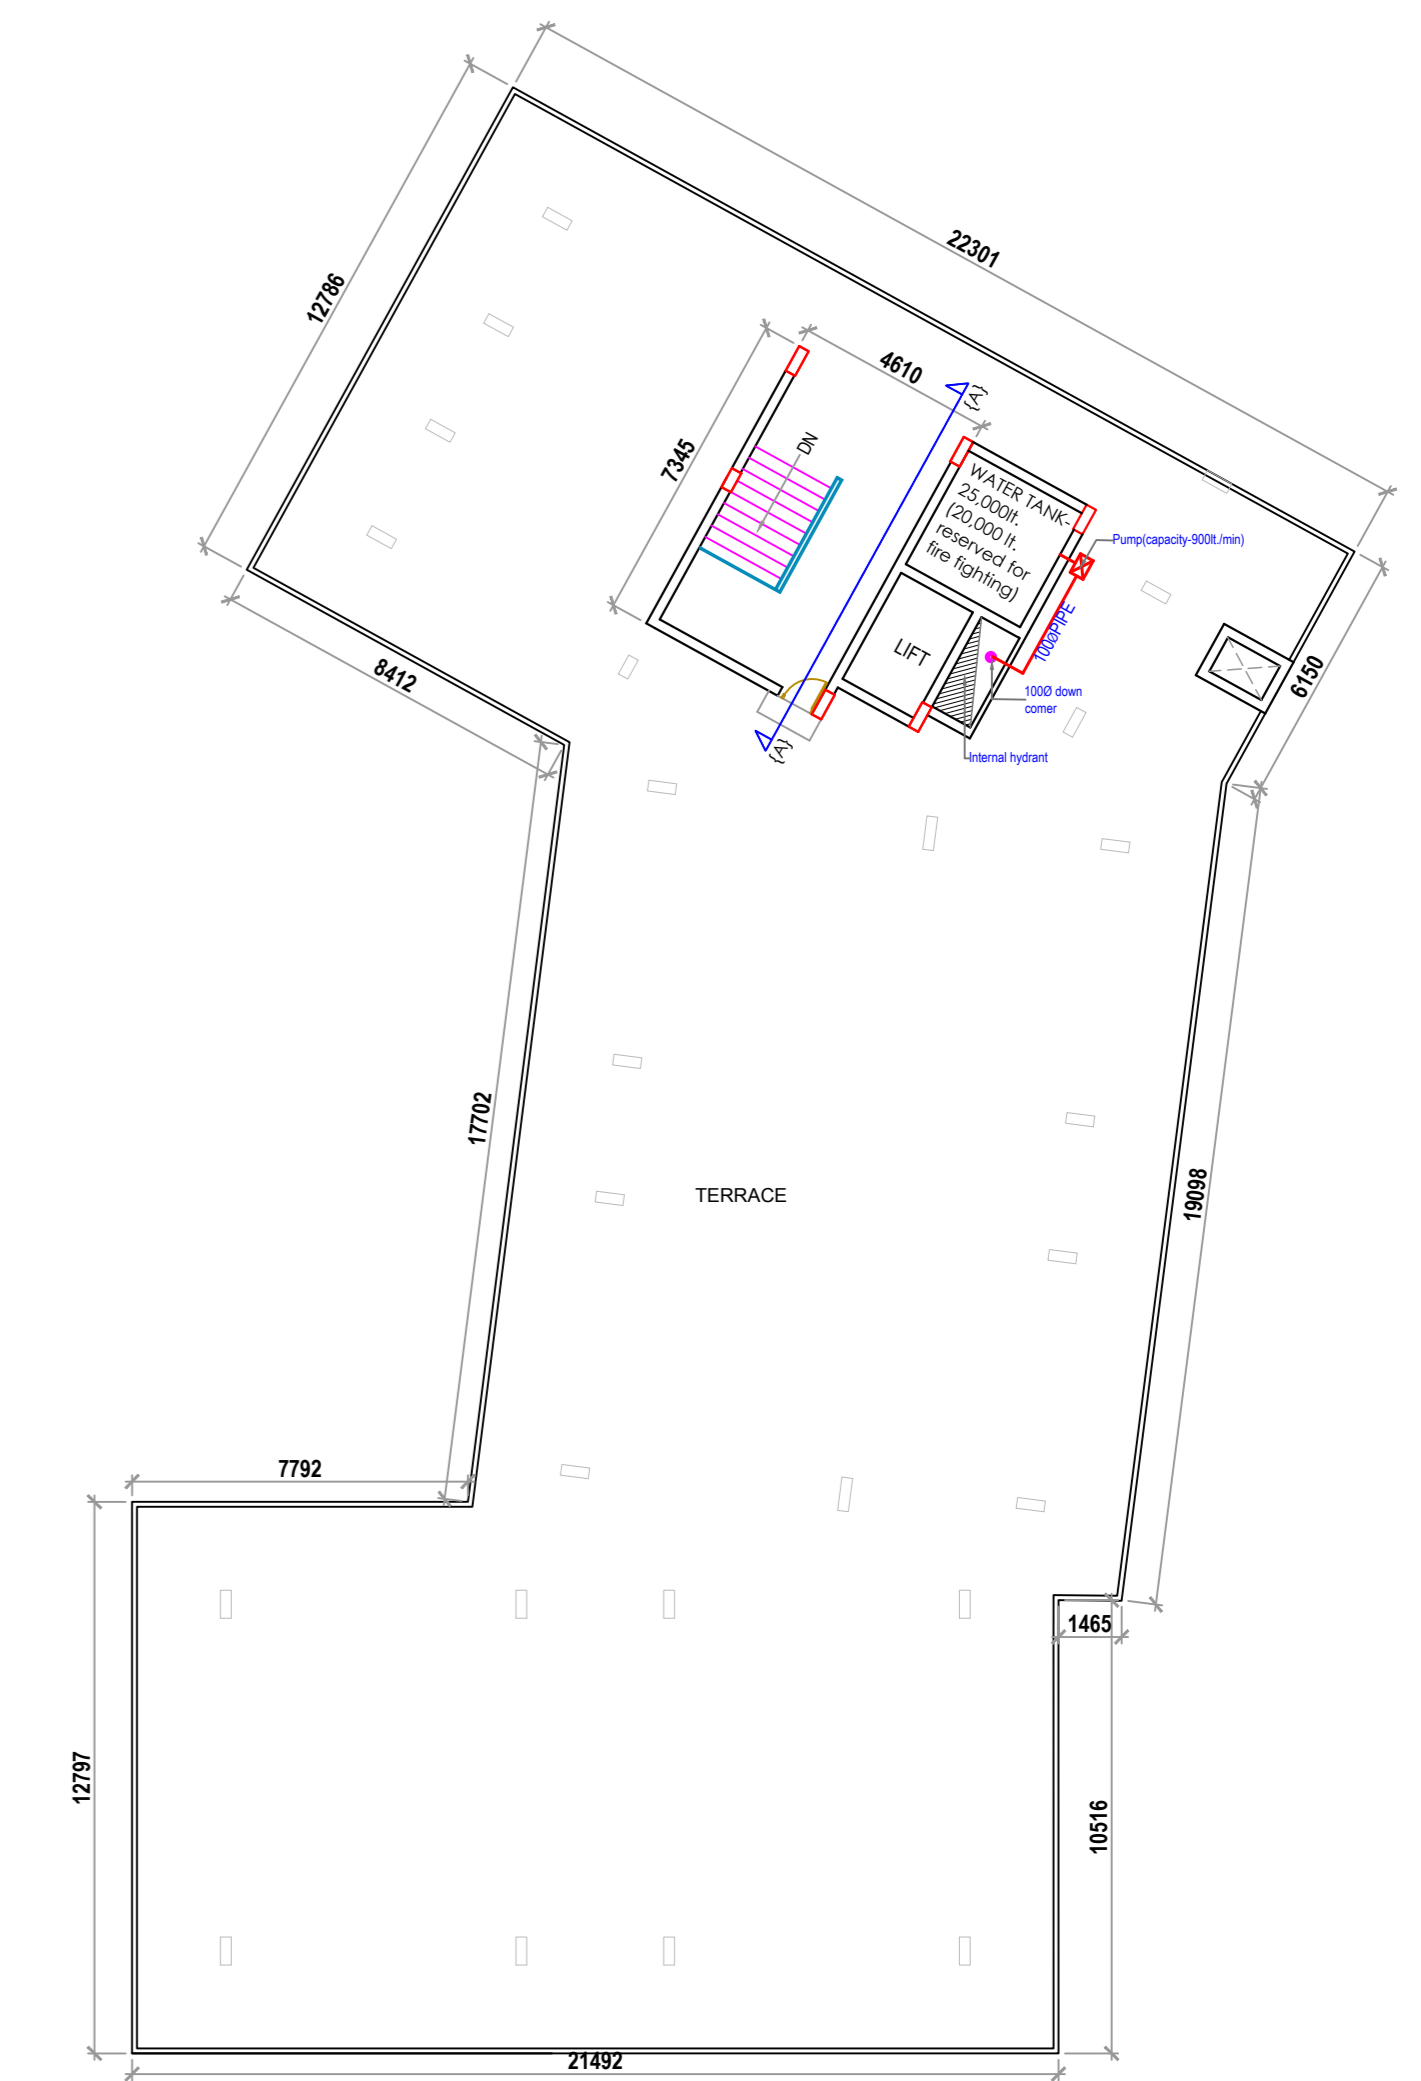 22301
12786
4610
{A}
DN
7345
WATER TANK-
25,000lt.
(20,000 lt.
reserved for
fire fighting)
Pump(capacity-900lt./min)
100ØPIPE
LIFT
6150
8412
100Ø down
comer
{A}
Internal hydrant
17702
19098
TERRACE
7792
1465
12797
10516
21492